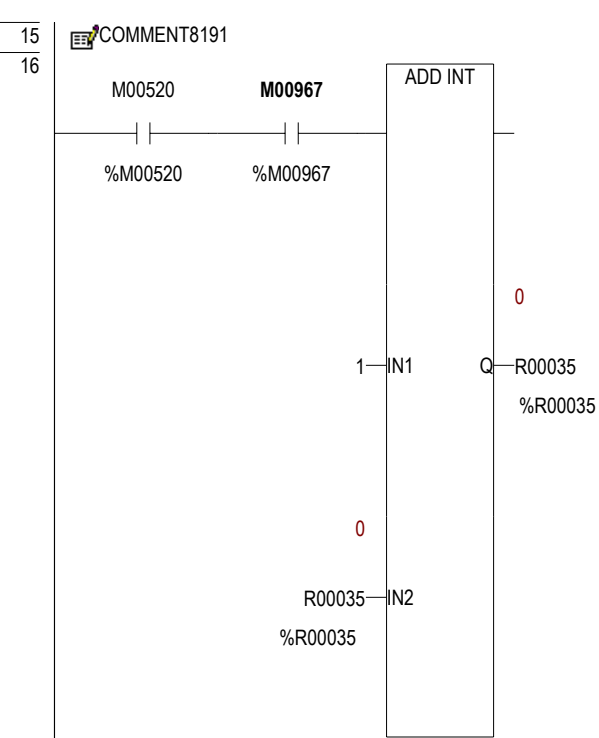 15 COMMENT8191
16
ADD INT
M00520 M00967
%M00520 %M00967
0
1 IN1 Q R00035
%R00035
0
R00035 IN2
%R00035